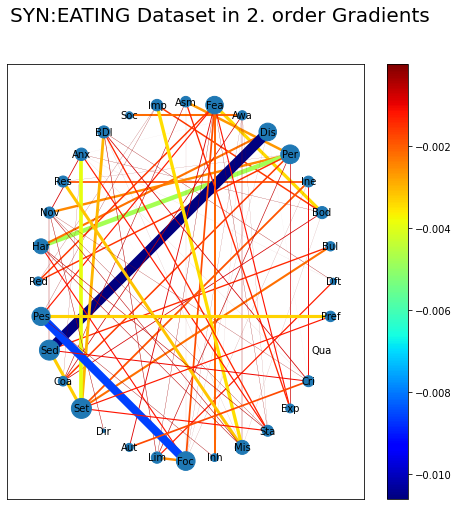 SYN:EATING Dataset in 2. order Gradients
Imp
Asm
Fea
Soc
Awa
BDI
Dis
Anx
Per
Res
Ine
Nov
Bod
Har
Bul
Red
Dft
−0.002
−0.004
−0.006
−0.008
−0.010
Pes
Pref
Sed
Qua
Coa
Cri
Set
Exp
Dir
Sta
Aut
Mis
Lim
Foc
Inh